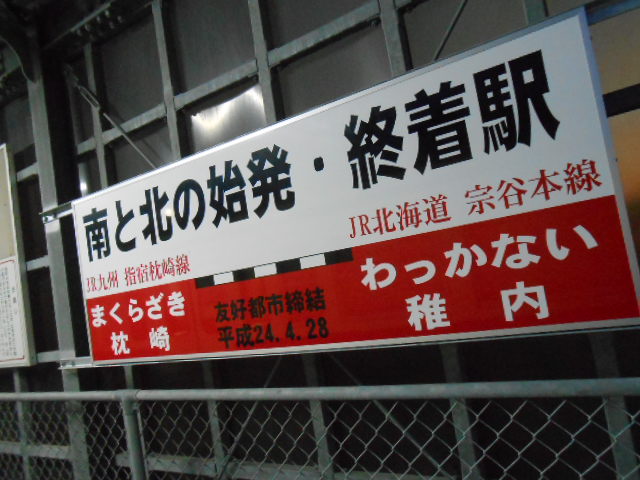 南と北の始発・終着駅
JR九州 指宿枕崎線
JR北海道 宗谷本線
まくらざき
枕 崎
友好都市締結
平成24.4.28
わっかない
稚 内